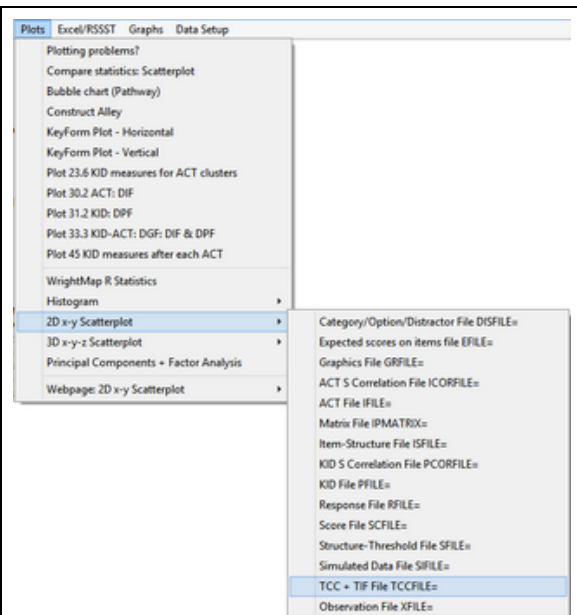 Plots Excel/RSSST Graphs Data Setup
Plotting problems?
Compare statistics: Scatterplot
Bubble chart (Pathway)
Construct Alley
KeyForm Plot - Horizontal
KeyForm Plot - Vertical
Plot 23.6 KID measures for ACT clusters
Plot 30.2 ACT: DIF
Plot 31.2 KID: DPF
Plot 33.3 KID-ACT: DGF: DIF & DPF
Plot 45 KID measures after each ACT
WrightMap R Statistics
Histogram
2D x-y Scatterplot
3D x-y-z Scatterplot
Principal Components + Factor Analysis
Webpage: 2D x-y Scatterplot
Category/Option/Distractor File DISFILE=
Expected scores on items file EFILE=
Graphics File GRFILE=
ACT S Correlation File ICORFILE=
ACT File IFILE=
Matrix File IPMATRIX=
Item-Structure File ISFILE=
KID S Correlation File PCORFILE=
KID File PFILE=
Response File RFILE=
Score File SCFILE=
Structure-Threshold File SFILE=
Simulated Data File SIFILE=
TCC + TIF File TCCFILE=
Observation File XFILE=